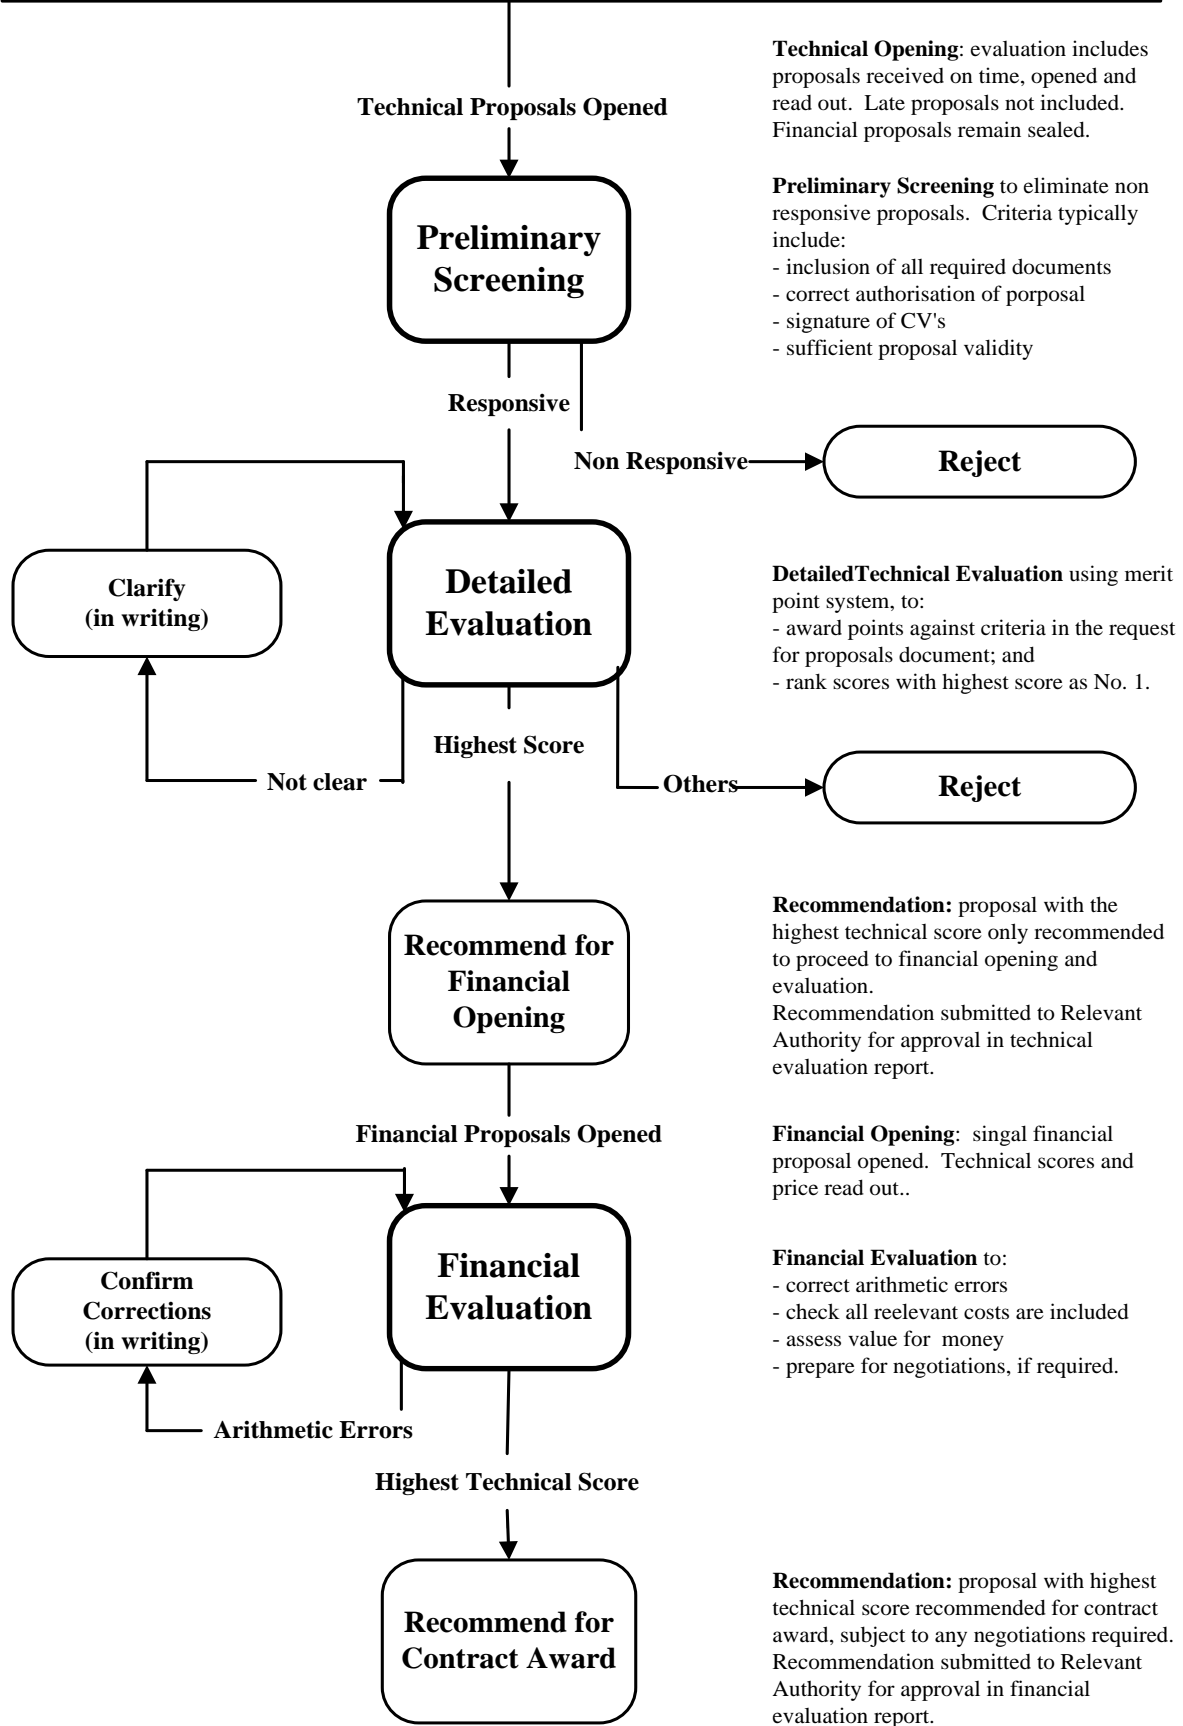 Technical Opening: evaluation includes
proposals received on time, opened and
read out.  Late proposals not included.
Financial proposals remain sealed.
Technical Proposals Opened
Preliminary Screening to eliminate non
responsive proposals.  Criteria typically
include:
- inclusion of all required documents
- correct authorisation of porposal
- signature of CV's
- sufficient proposal validity
Preliminary
Screening
Responsive
Non Responsive
Reject
Clarify
(in writing)
Detailed
Evaluation
DetailedTechnical Evaluation using merit
point system, to:
- award points against criteria in the request
for proposals document; and
- rank scores with highest score as No. 1.
Highest Score
Not clear
Others
Reject
Recommend for
Financial
Opening
Recommendation: proposal with the
highest technical score only recommended
to proceed to financial opening and
evaluation.
Recommendation submitted to Relevant
Authority for approval in technical
evaluation report.
Financial Proposals Opened
Financial Opening:  singal financial
proposal opened.  Technical scores and
price read out..
Confirm
Corrections
(in writing)
Financial
Evaluation
Financial Evaluation to:
- correct arithmetic errors
- check all reelevant costs are included
- assess value for  money
- prepare for negotiations, if required.
Arithmetic Errors
Highest Technical Score
Recommend for
Contract Award
Recommendation: proposal with highest
technical score recommended for contract
award, subject to any negotiations required.
Recommendation submitted to Relevant
Authority for approval in financial
evaluation report.